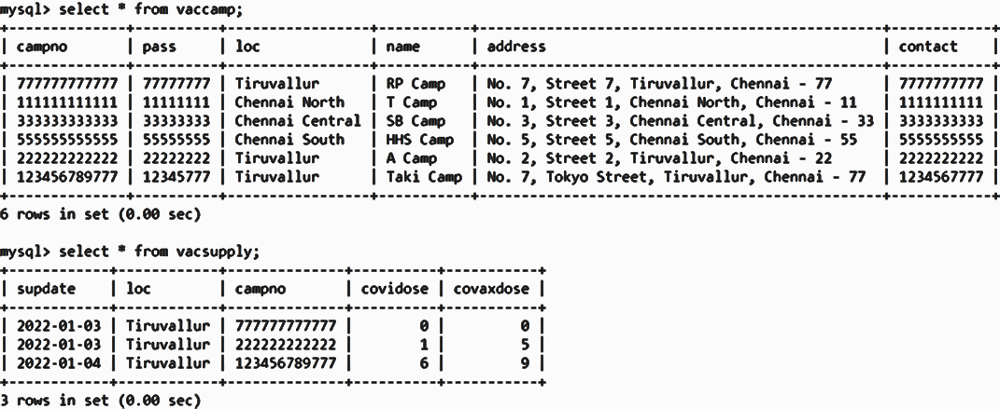 mysql> select * from vaccamp;
+--------------+----------+-----------------+-----------+------------------------------------------------+------------+
| campno       | pass     | loc             | name      | address                                        | contact    |
+--------------+----------+-----------------+-----------+------------------------------------------------+------------+
| 777777777777 | 77777777 | Tiruvallur      | RP Camp   | No. 7, Street 7, Tiruvallur, Chennai - 77      | 7777777777 |
| 111111111111 | 11111111 | Chennai North   | T Camp    | No. 1, Street 1, Chennai North, Chennai - 11   | 1111111111 |
| 333333333333 | 33333333 | Chennai Central | SB Camp   | No. 3, Street 3, Chennai Central, Chennai - 33 | 3333333333 |
| 555555555555 | 55555555 | Chennai South   | HHS Camp  | No. 5, Street 5, Chennai South, Chennai - 55   | 5555555555 |
| 222222222222 | 22222222 | Tiruvallur      | A Camp    | No. 2, Street 2, Tiruvallur, Chennai - 22      | 2222222222 |
| 123456789777 | 12345777 | Tiruvallur      | Taki Camp | No. 7, Tokyo Street, Tiruvallur, Chennai - 77  | 1234567777 |
+--------------+----------+-----------------+-----------+------------------------------------------------+------------+
6 rows in set (0.00 sec)

mysql> select * from vacsupply;
+------------+------------+--------------+----------+-----------+
| supdate    | loc        | campno       | covidose | covaxdose |
+------------+------------+--------------+----------+-----------+
| 2022-01-03 | Tiruvallur | 777777777777 |        0 |         0 |
| 2022-01-03 | Tiruvallur | 222222222222 |        1 |         5 |
| 2022-01-04 | Tiruvallur | 123456789777 |        6 |         9 |
+------------+------------+--------------+----------+-----------+
3 rows in set (0.00 sec)